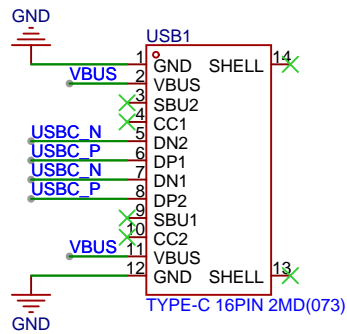 GND
USB1
1 GND SHELL 14
VBUS 2 VBUS
3 SBU2
4 CC1
USBC_N 5 DN2
USBC_P 6 DP1
USBC_N 7 DN1
USBC_P 8 DP2
9 SBU1
10 CC2
VBUS 11 VBUS
12 GND SHELL 13
TYPE-C 16PIN 2MD(073)
GND